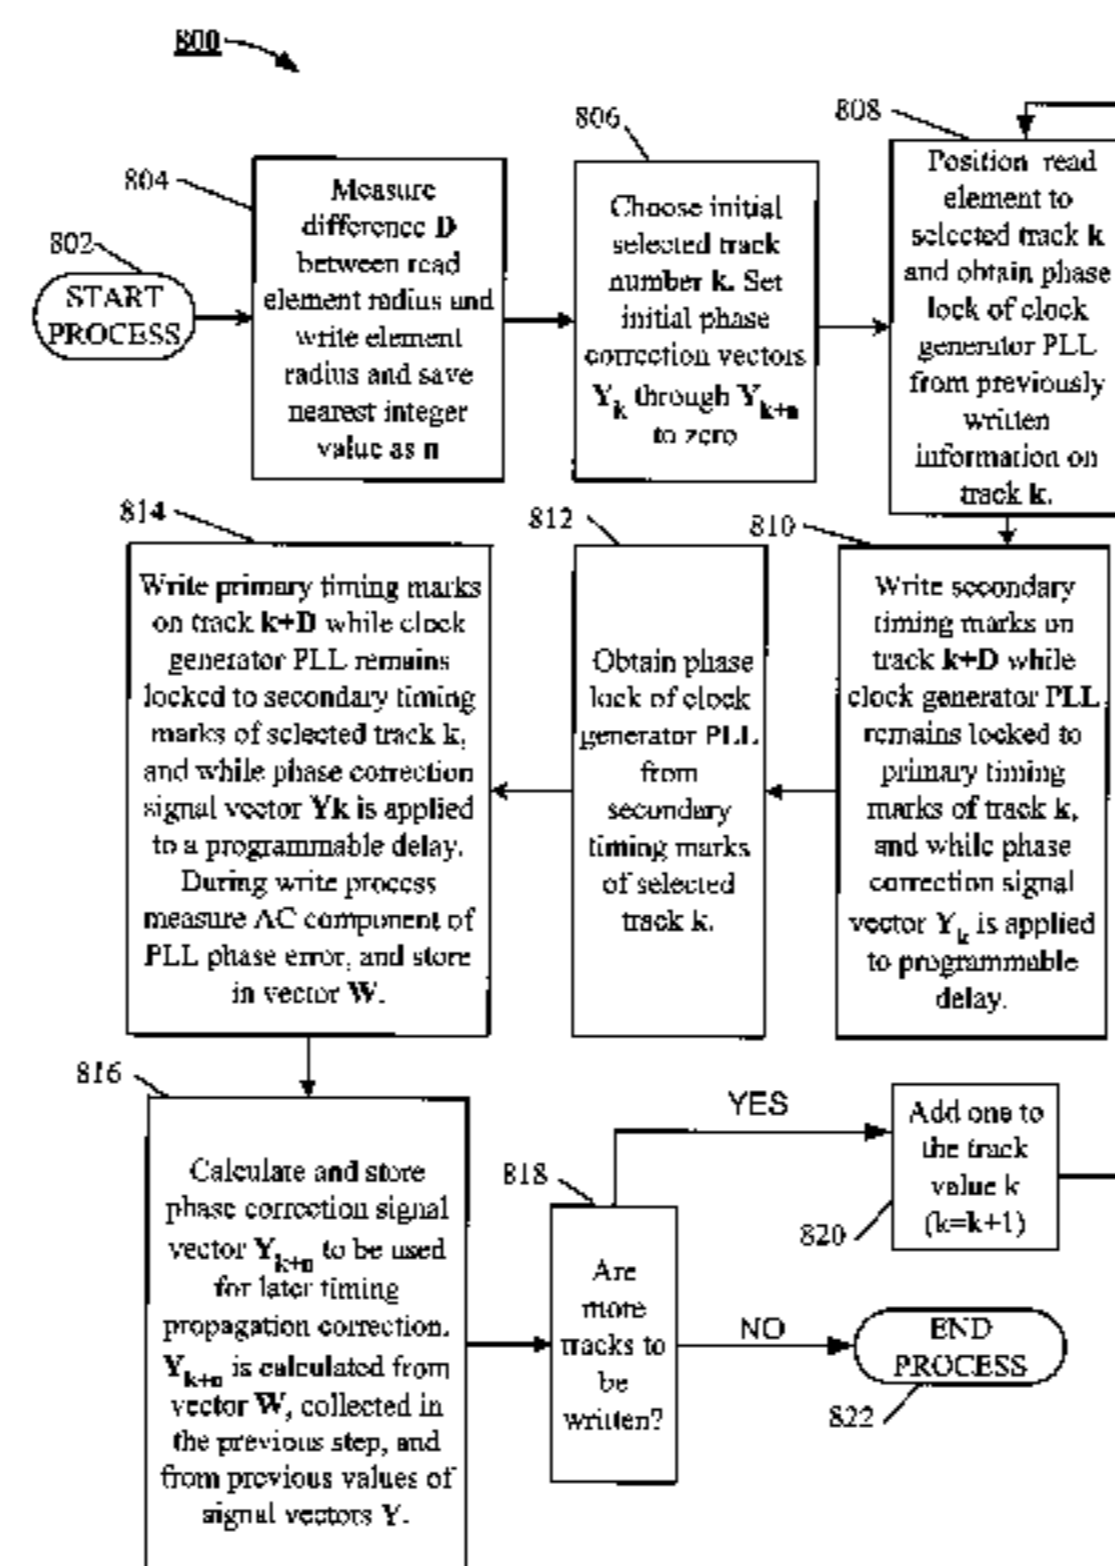 800
802
START
PROCESS
804
Measure
difference D
between read
element radius and
write element
radius and save
nearest integer
value as n
806
Choose initial
selected track
number k. Set
initial phase
correction vectors
Yk through Yk+n
to zero
808
Position read
element to
selected track k
and obtain phase
lock of clock
generator PLL
from previously
written
information on
track k.
810
Write secondary
timing marks on
track k+D while
clock generator PLL
remains locked to
primary timing
marks of track k,
and while phase
correction signal
vector Yk is applied
to programmable
delay.
812
Obtain phase
lock of clock
generator PLL
from
secondary
timing marks
of selected
track k.
814
Write primary timing marks
on track k+D while clock
generator PLL remains
locked to secondary timing
marks of selected track k,
and while phase correction
signal vector Yk is applied
to a programmable delay.
During write process
measure AC component of
PLL phase error, and store
in vector W.
816
Calculate and store
phase correction signal
vector Yk+n to be used
for later timing
propagation correction.
Yk+n is calculated from
vector W, collected in
the previous step, and
from previous values of
signal vectors Y.
818
Are
more
tracks to
be
written?
YES
820
Add one to
the track
value k
(k=k+1)
NO
END
PROCESS
822